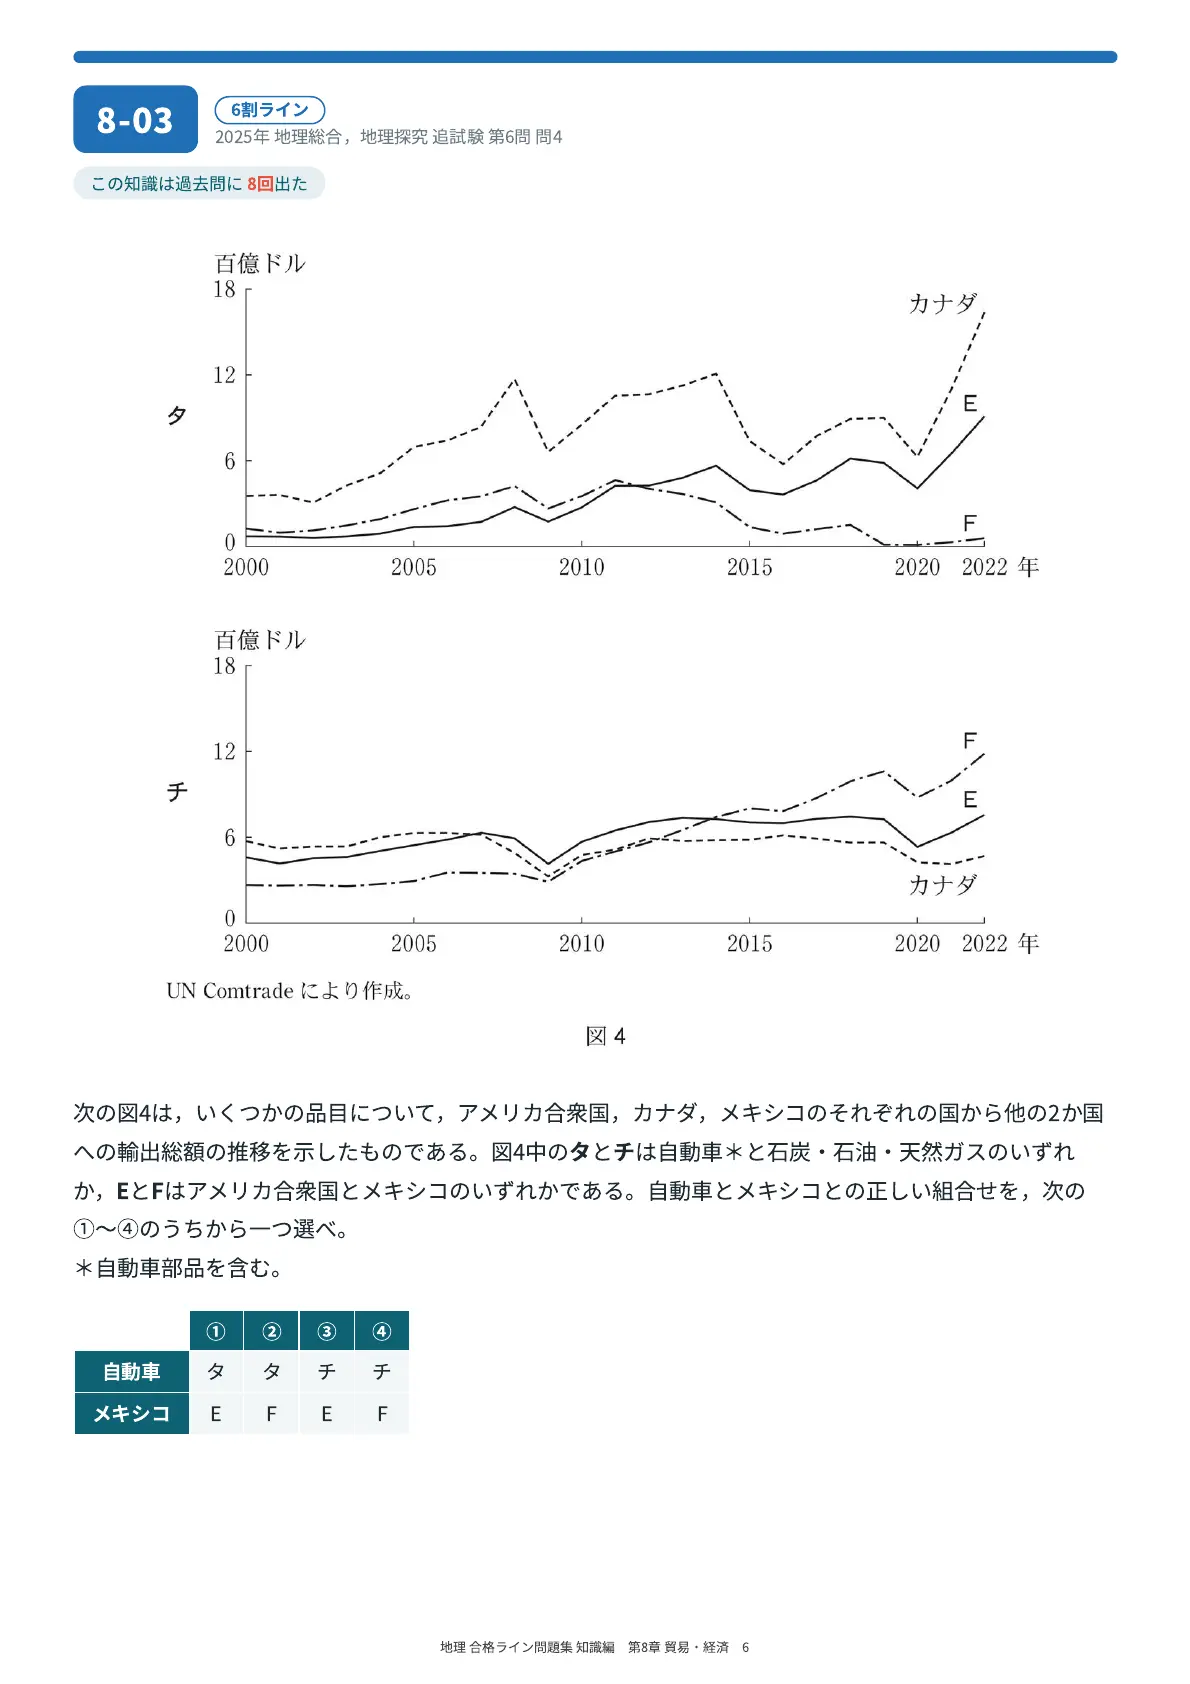 8-03
6割ライン
2025年 地理総合，地理探究 追試験 第6問 問4
この知識は過去問に 8回出た
百億ドル
18
12
6
0
タ
カナダ
E
F
2000 2005 2010 2015 2020 2022 年
百億ドル
18
12
6
0
チ
F
E
カナダ
2000 2005 2010 2015 2020 2022 年
UN Comtrade により作成。
図 4
次の図4は，いくつかの品目について，アメリカ合衆国，カナダ，メキシコのそれぞれの国から他の2か国
への輸出総額の推移を示したものである。図4中のタとチは自動車＊と石炭・石油・天然ガスのいずれ
か，EとFはアメリカ合衆国とメキシコのいずれかである。自動車とメキシコとの正しい組合せを，次の
①～④のうちから一つ選べ。
＊自動車部品を含む。
① ② ③ ④
自動車 タ タ チ チ
メキシコ E F E F
地理 合格ライン問題集 知識編 第8章 貿易・経済 6